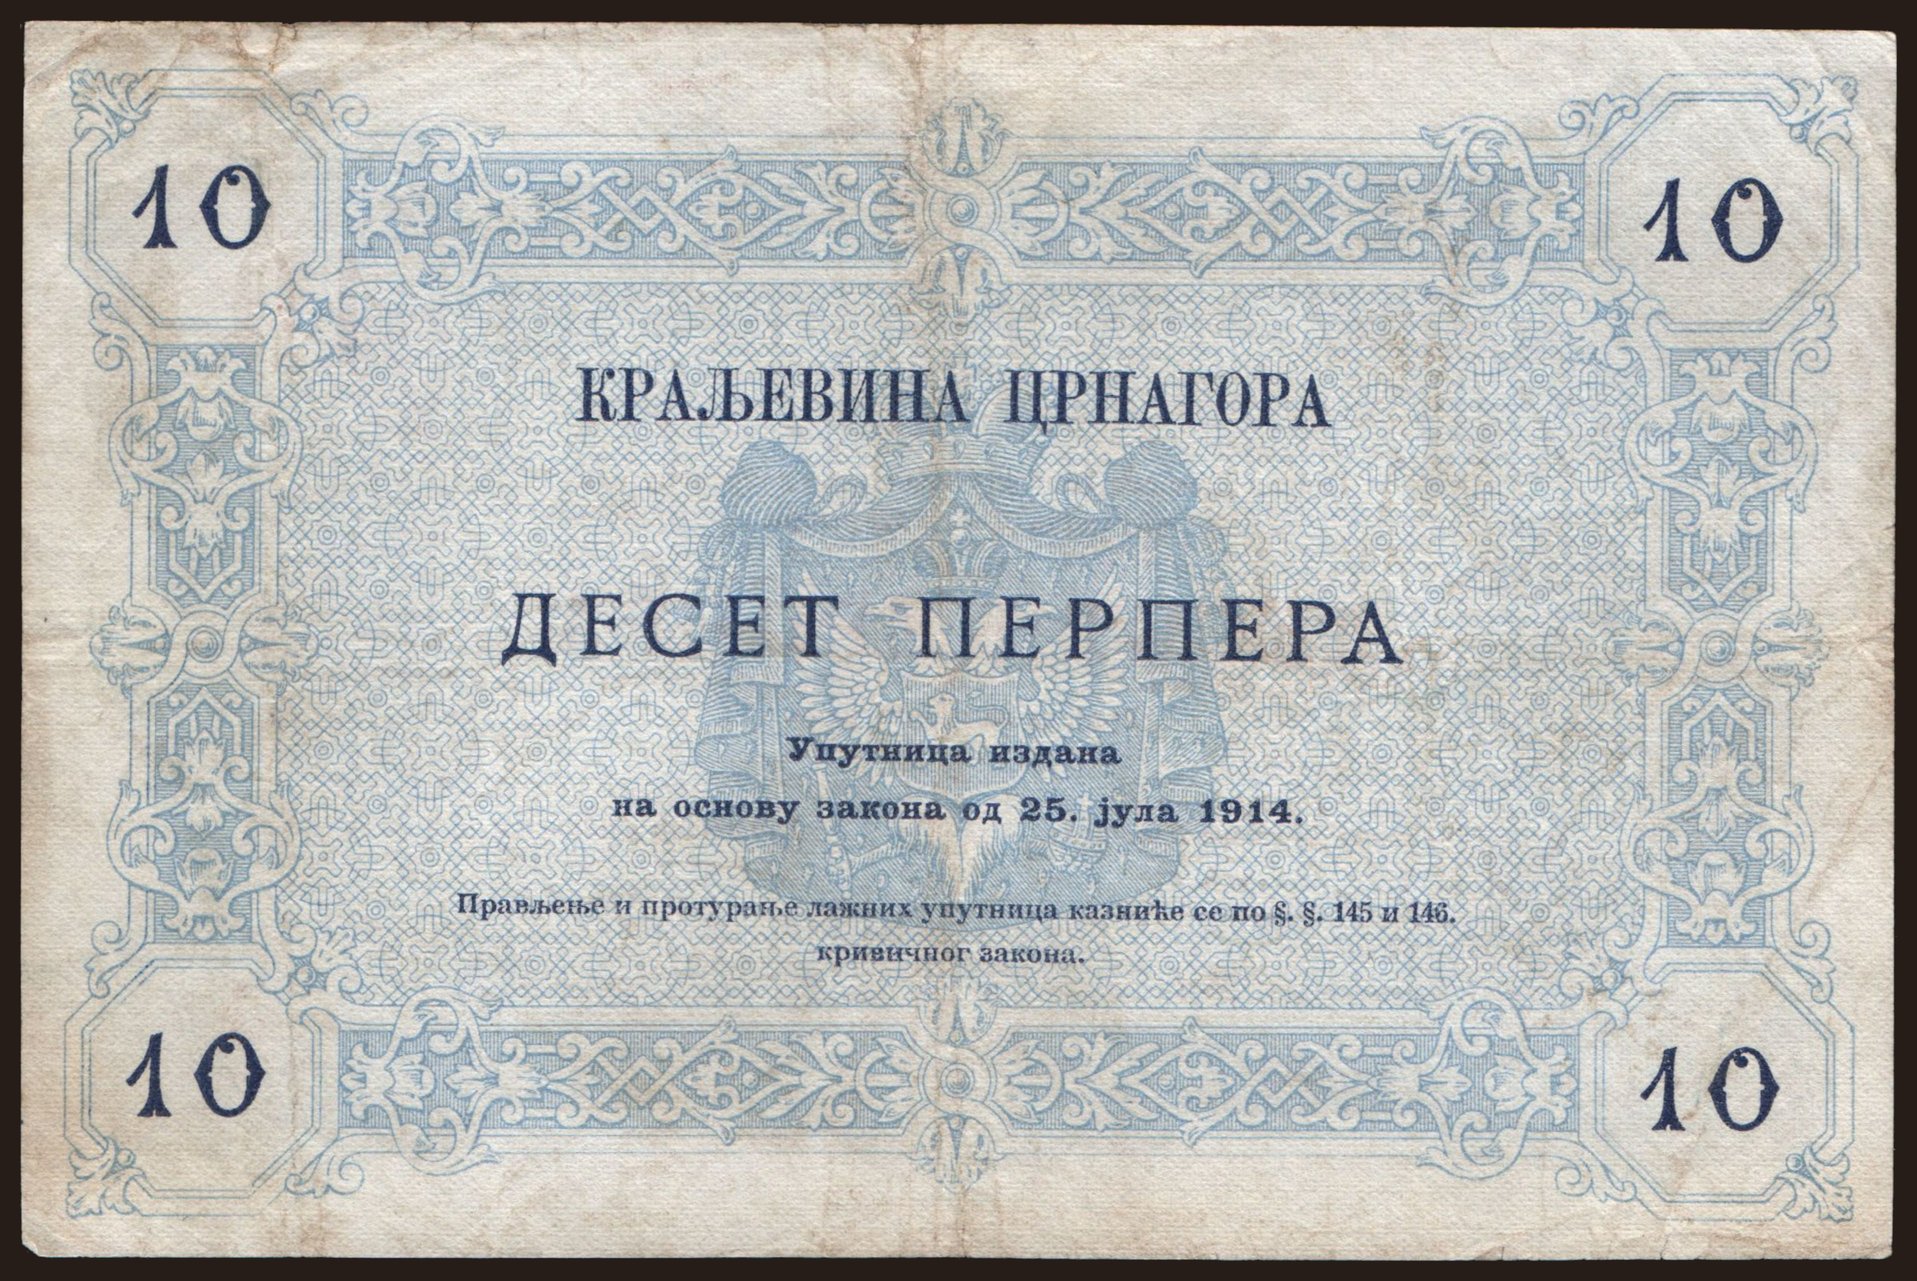 10 10
КРАЉЕВИНА ЦРНАГОРА
ДЕСЕТ ПЕРПЕРА
Упутница издана
на основу закона од 25. јула 1914.
Прављење и протурање лажних упутница казниће се по §. §. 145 и 146.
кривичног закона.
10 10